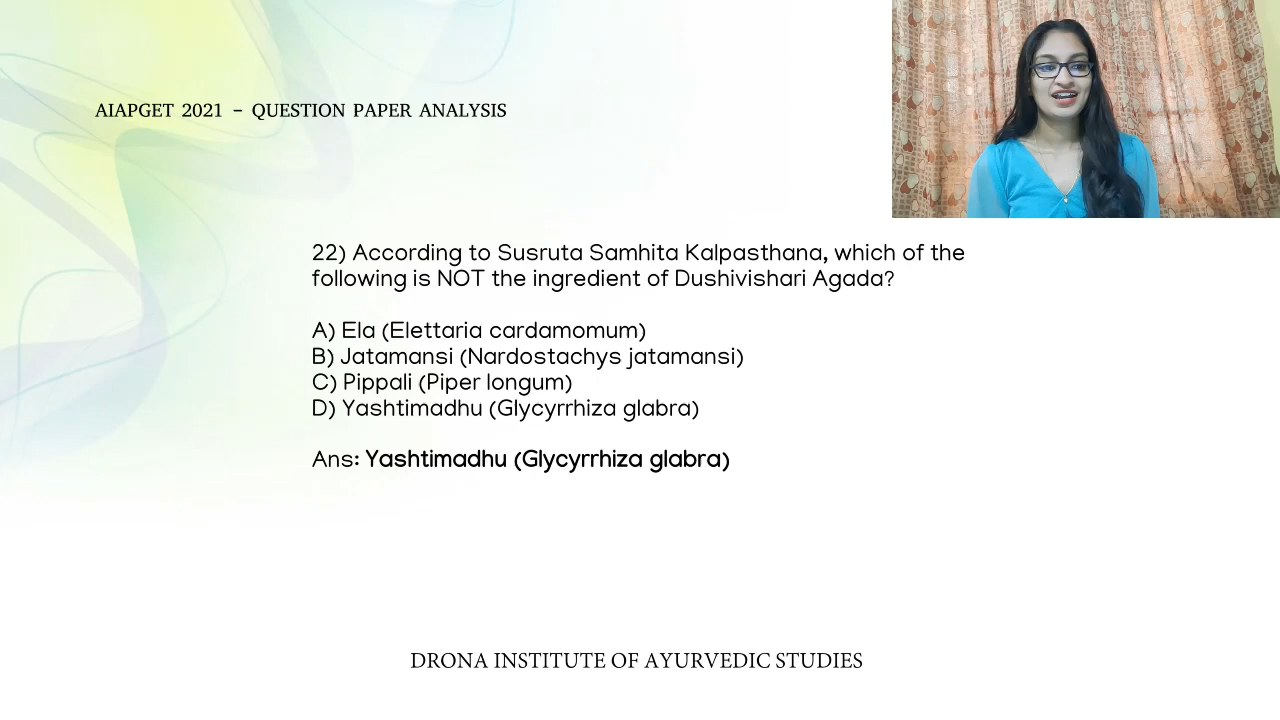 AIAPGET 2021 - QUESTION PAPER ANALYSIS
22) According to Susruta Samhita Kalpasthana, which of the
following is NOT the ingredient of Dushivishari Agada?
A) Ela (Elettaria cardamomum)
B) Jatamansi (Nardostachys jatamansi)
C) Pippali (Piper longum)
D) Yashtimadhu (Glycyrrhiza glabra)
Ans: Yashtimadhu (Glycyrrhiza glabra)
DRONA INSTITUTE OF AYURVEDIC STUDIES